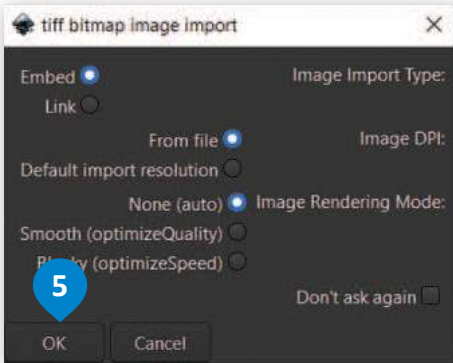 tiff bitmap image import
Embed Image Import Type:
Link
From file Image DPI:
Default import resolution
None (auto) Image Rendering Mode:
Smooth (optimizeQuality)
(optimizeSpeed)
5
Don't ask again
OK Cancel